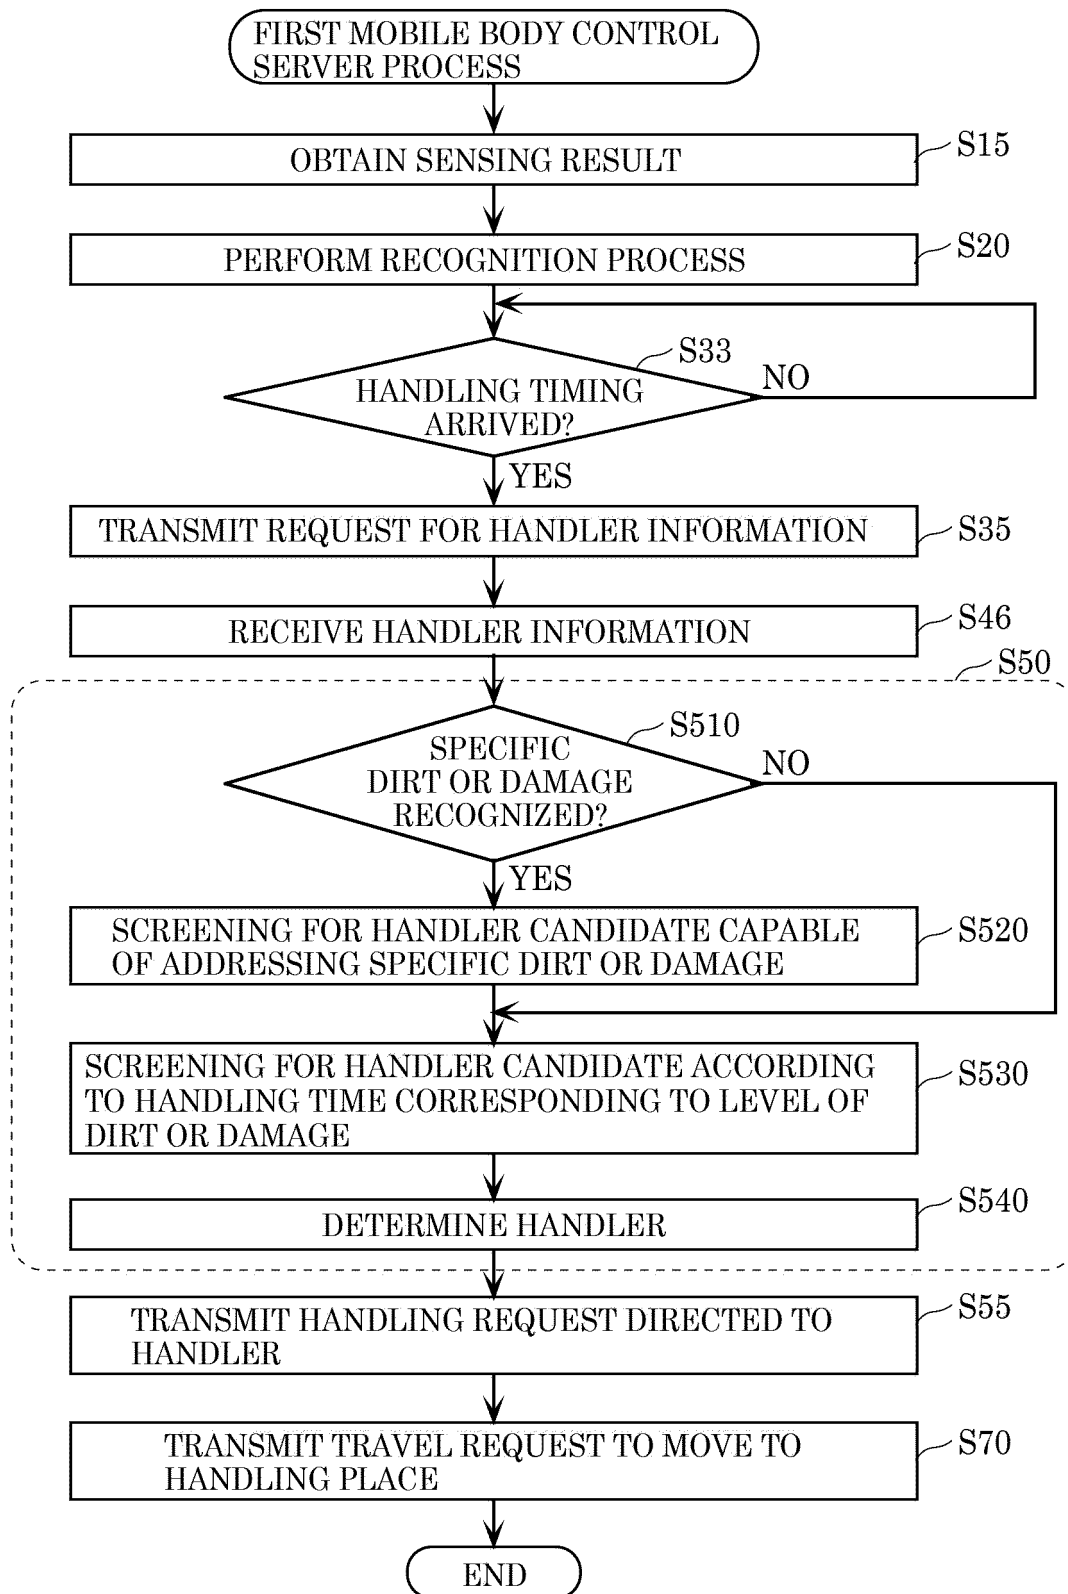 FIRST MOBILE BODY CONTROL
SERVER PROCESS
OBTAIN SENSING RESULT
S15
PERFORM RECOGNITION PROCESS
S20
HANDLING TIMING
ARRIVED?
S33
NO
YES
TRANSMIT REQUEST FOR HANDLER INFORMATION
S35
RECEIVE HANDLER INFORMATION
S46
S50
SPECIFIC
DIRT OR DAMAGE
RECOGNIZED?
S510
NO
YES
SCREENING FOR HANDLER CANDIDATE CAPABLE
OF ADDRESSING SPECIFIC DIRT OR DAMAGE
S520
SCREENING FOR HANDLER CANDIDATE ACCORDING
TO HANDLING TIME CORRESPONDING TO LEVEL OF
DIRT OR DAMAGE
S530
DETERMINE HANDLER
S540
TRANSMIT HANDLING REQUEST DIRECTED TO
HANDLER
S55
TRANSMIT TRAVEL REQUEST TO MOVE TO
HANDLING PLACE
S70
END